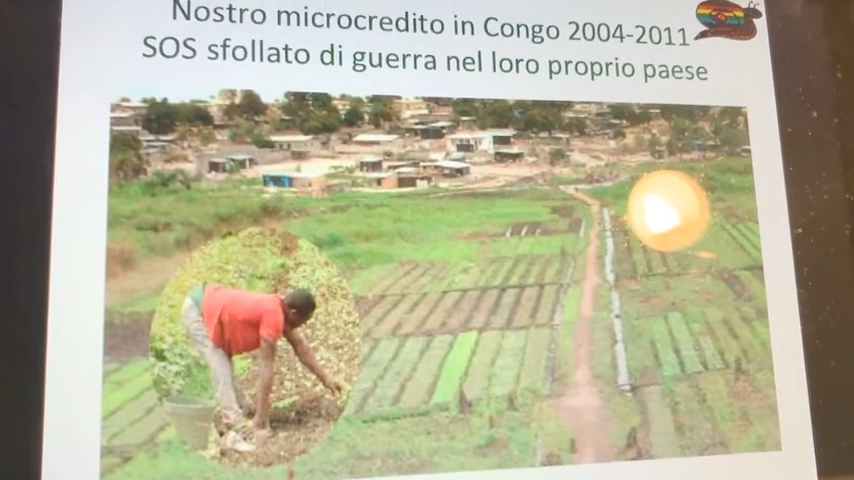 Nostro microcredito in Congo 2004-2011
SOS sfollato di guerra nel loro proprio paese